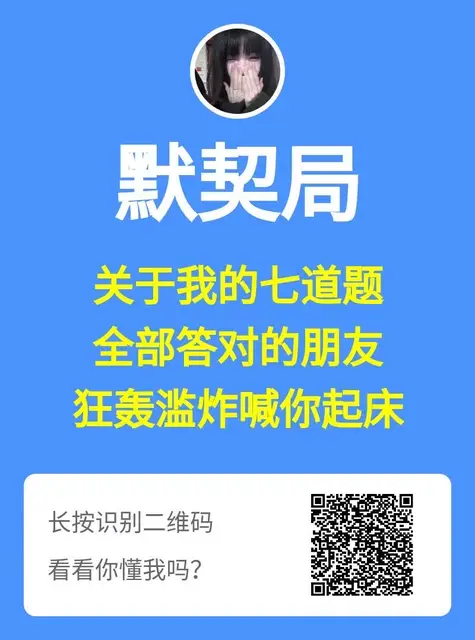 默契局
关于我的七道题
全部答对的朋友
狂轰滥炸喊你起床
长按识别二维码
看看你懂我吗？